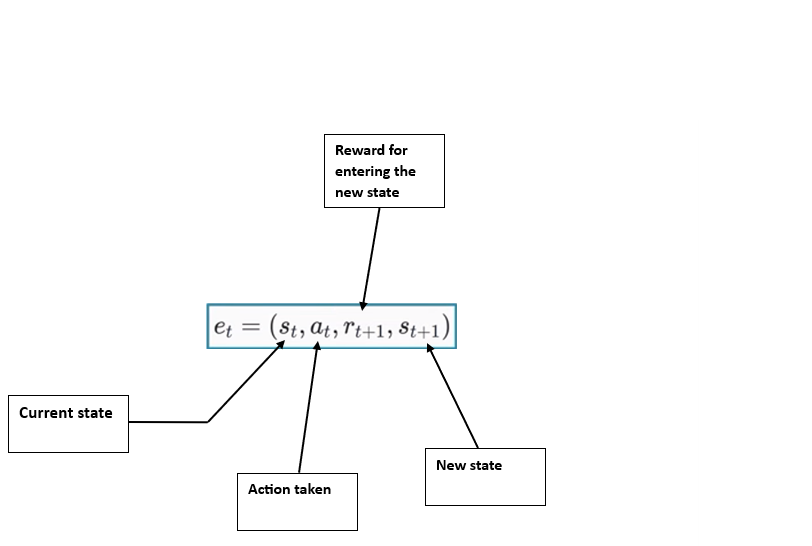 Reward for
entering the
new state
e_t = (s_t, a_t, r_{t+1}, s_{t+1})
Current state
New state
Action taken